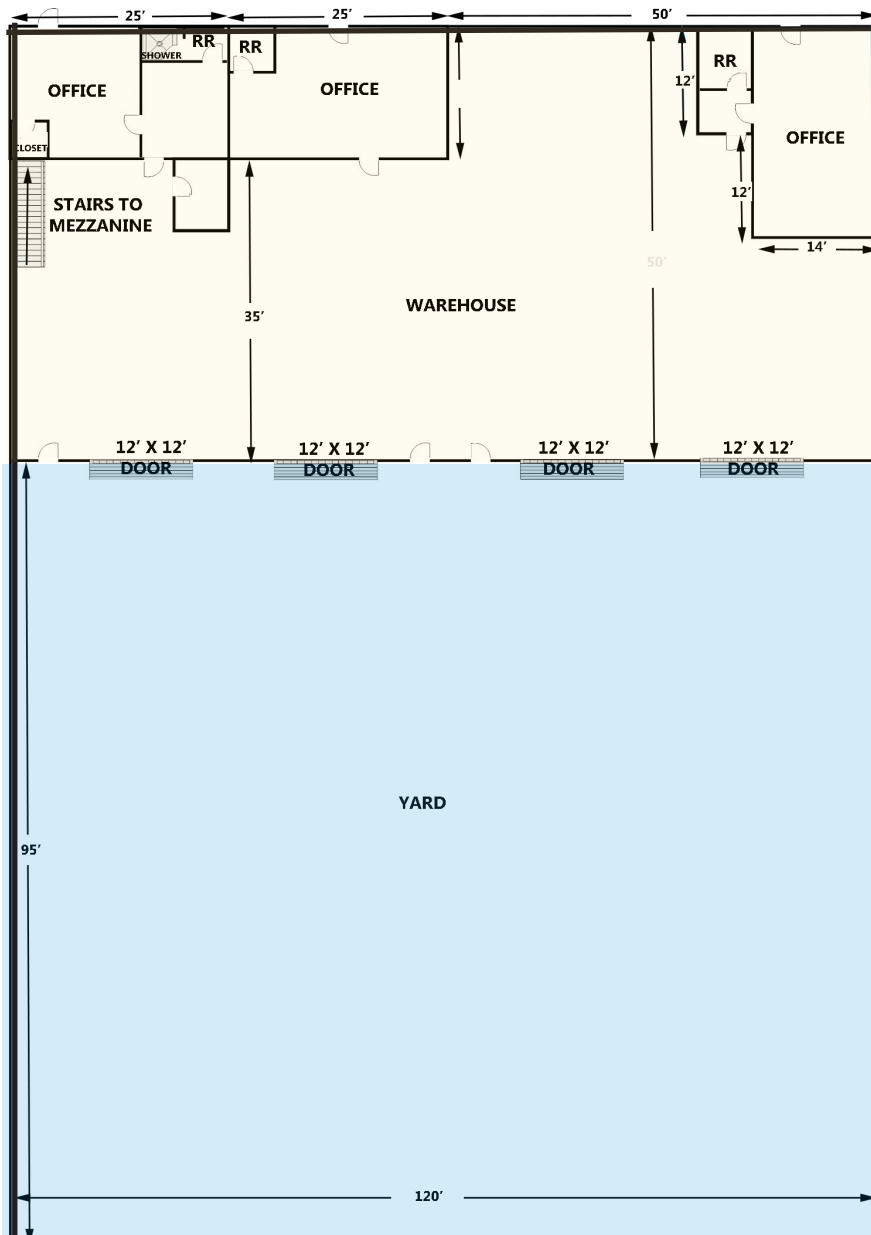 25’
25’
50’
SHOWER
RR
RR
RR
OFFICE
OFFICE
12’
OFFICE
CLOSET
12’
STAIRS TO
MEZZANINE
14’
50’
WAREHOUSE
35’
12’ X 12’
DOOR
12’ X 12’
DOOR
12’ X 12’
DOOR
12’ X 12’
DOOR
YARD
95’
120’